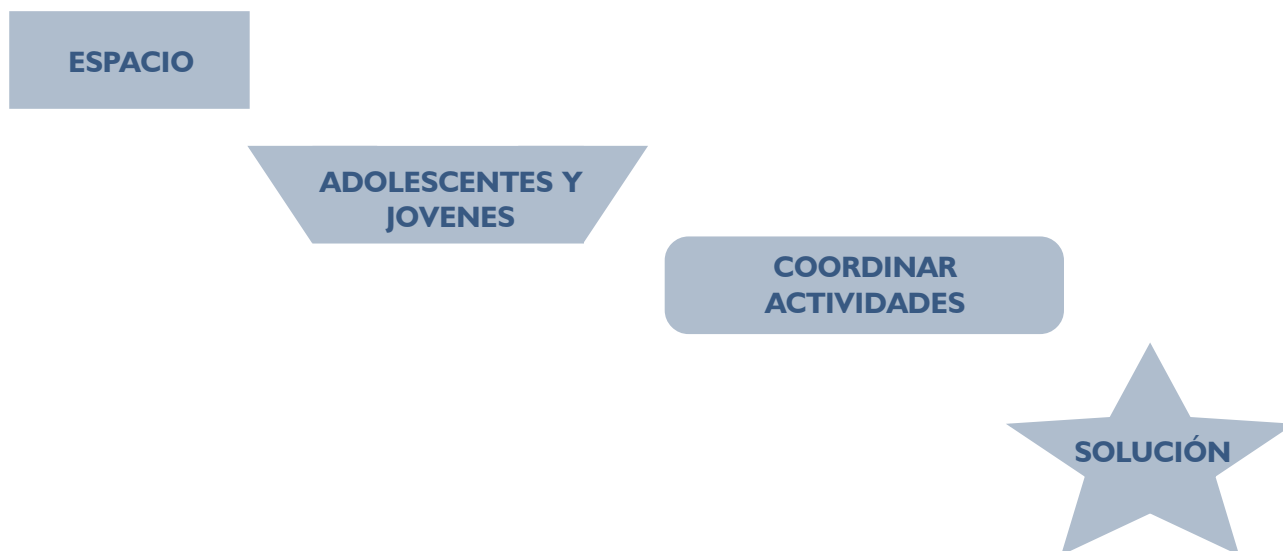 ESPACIO
ADOLESCENTES Y
JOVENES
COORDINAR
ACTIVIDADES
SOLUCIÓN